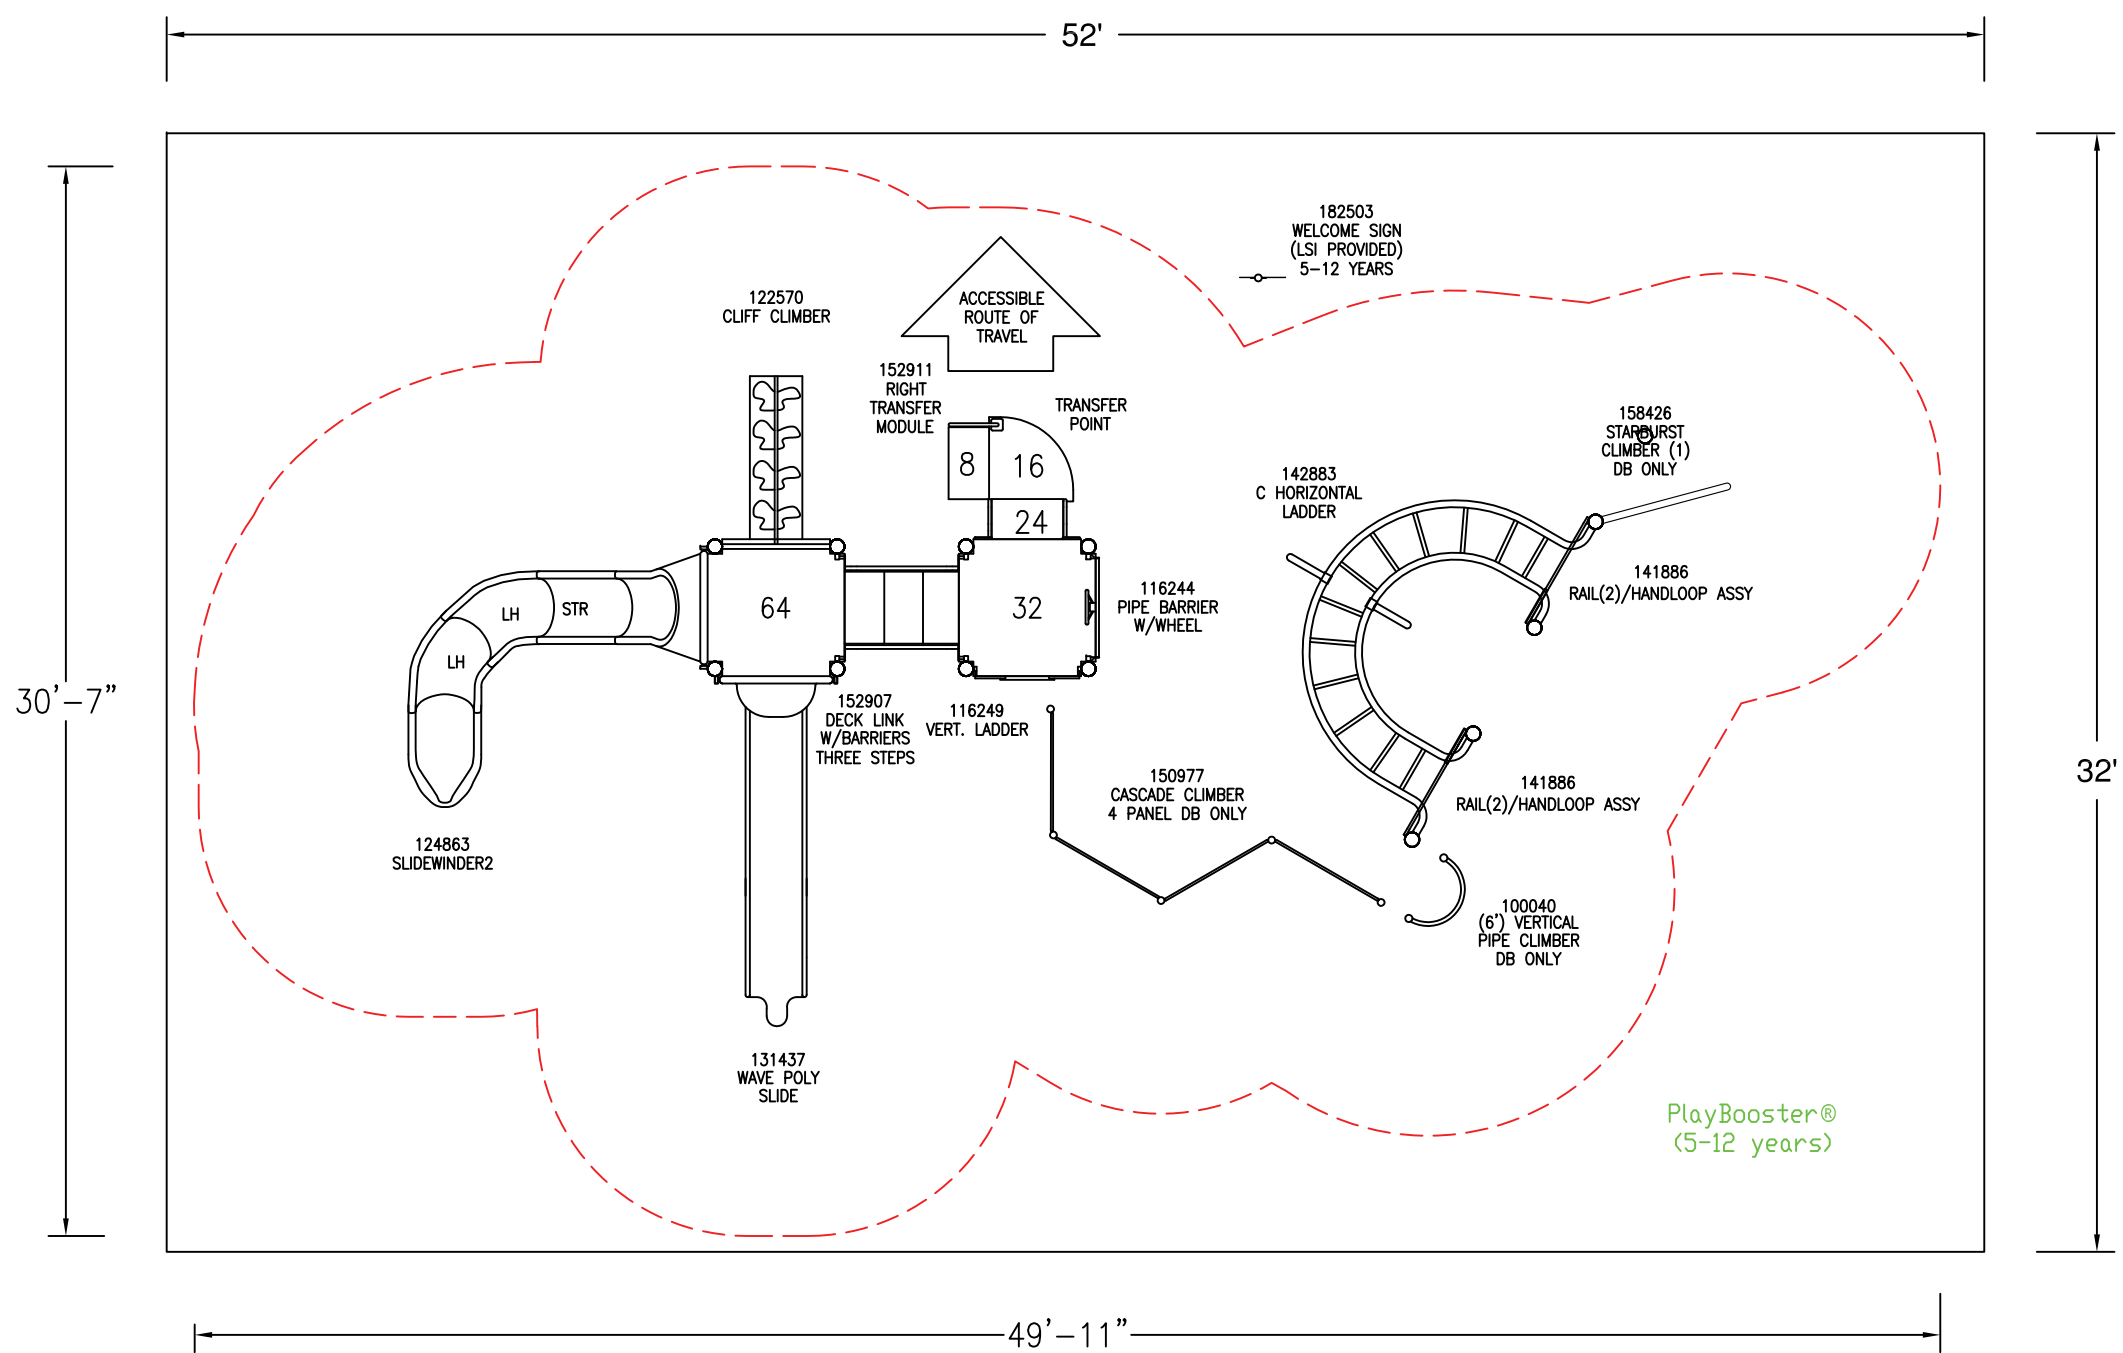 52'
182503
WELCOME SIGN
(LSI PROVIDED)
5-12 YEARS
122570
CLIFF CLIMBER
ACCESSIBLE
ROUTE OF
TRAVEL
152911
RIGHT
TRANSFER
MODULE
TRANSFER
POINT
158426
STARBURST
CLIMBER (1)
DB ONLY
8
16
142883
C HORIZONTAL
LADDER
24
141886
RAIL(2)/HANDLOOP ASSY
116244
PIPE BARRIER
W/WHEEL
LH
STR
64
32
LH
30'-7"
152907
DECK LINK
W/BARRIERS
THREE STEPS
116249
VERT. LADDER
32'
150977
CASCADE CLIMBER
4 PANEL DB ONLY
141886
RAIL(2)/HANDLOOP ASSY
124863
SLIDEWINDER2
100040
(6') VERTICAL
PIPE CLIMBER
DB ONLY
131437
WAVE POLY
SLIDE
PlayBooster®
(5-12 years)
49'-11"